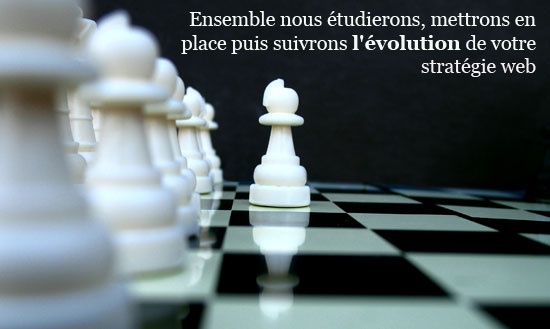 Ensemble nous étudierons, mettrons en
place puis suivrons l'évolution de votre
stratégie web